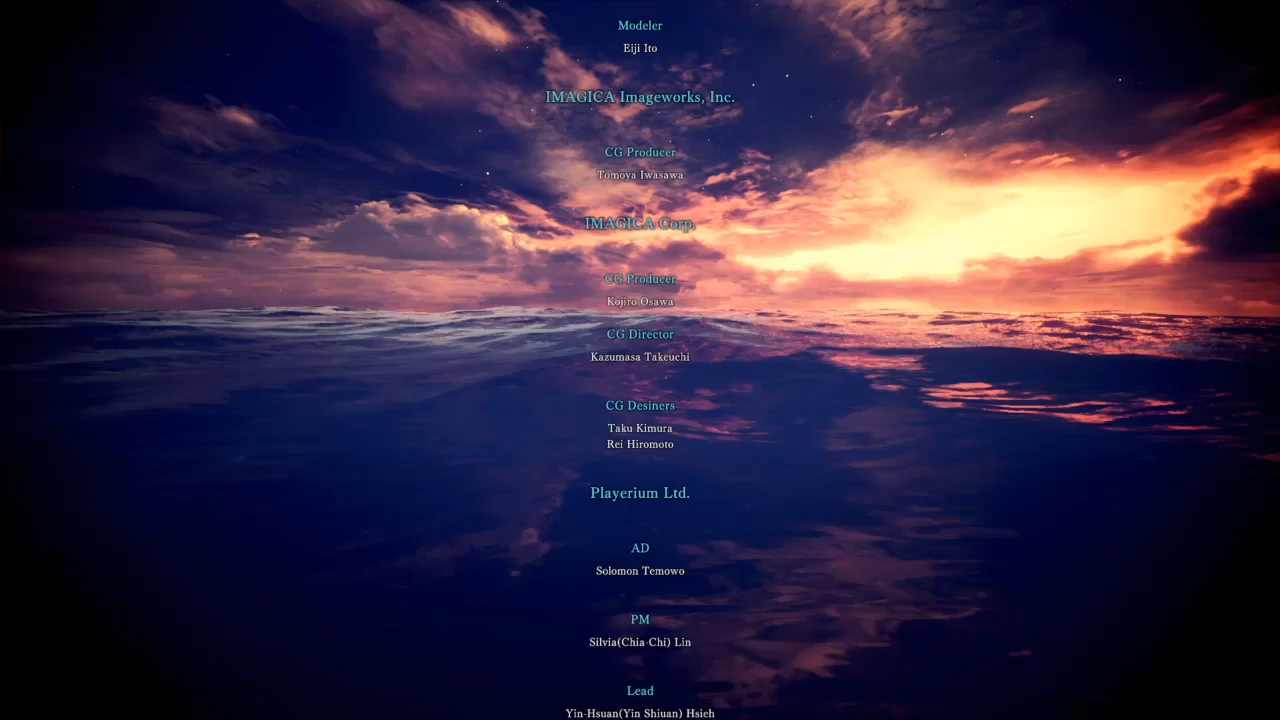 Modeler
Eiji Ito
IMAGICA Imageworks, Inc.
CG Producer
Tomoya Iwasawa
IMAGICA Corp.
CG Producer
Kojiro Osawa
CG Director
Kazumasa Takeuchi
CG Desiners
Taku Kimura
Rei Hiromoto
Playerium Ltd.
AD
Solomon Temowo
PM
Silvia(Chia-Chi) Lin
Lead
Yin-Hsuan(Yin Shiuan) Hsieh